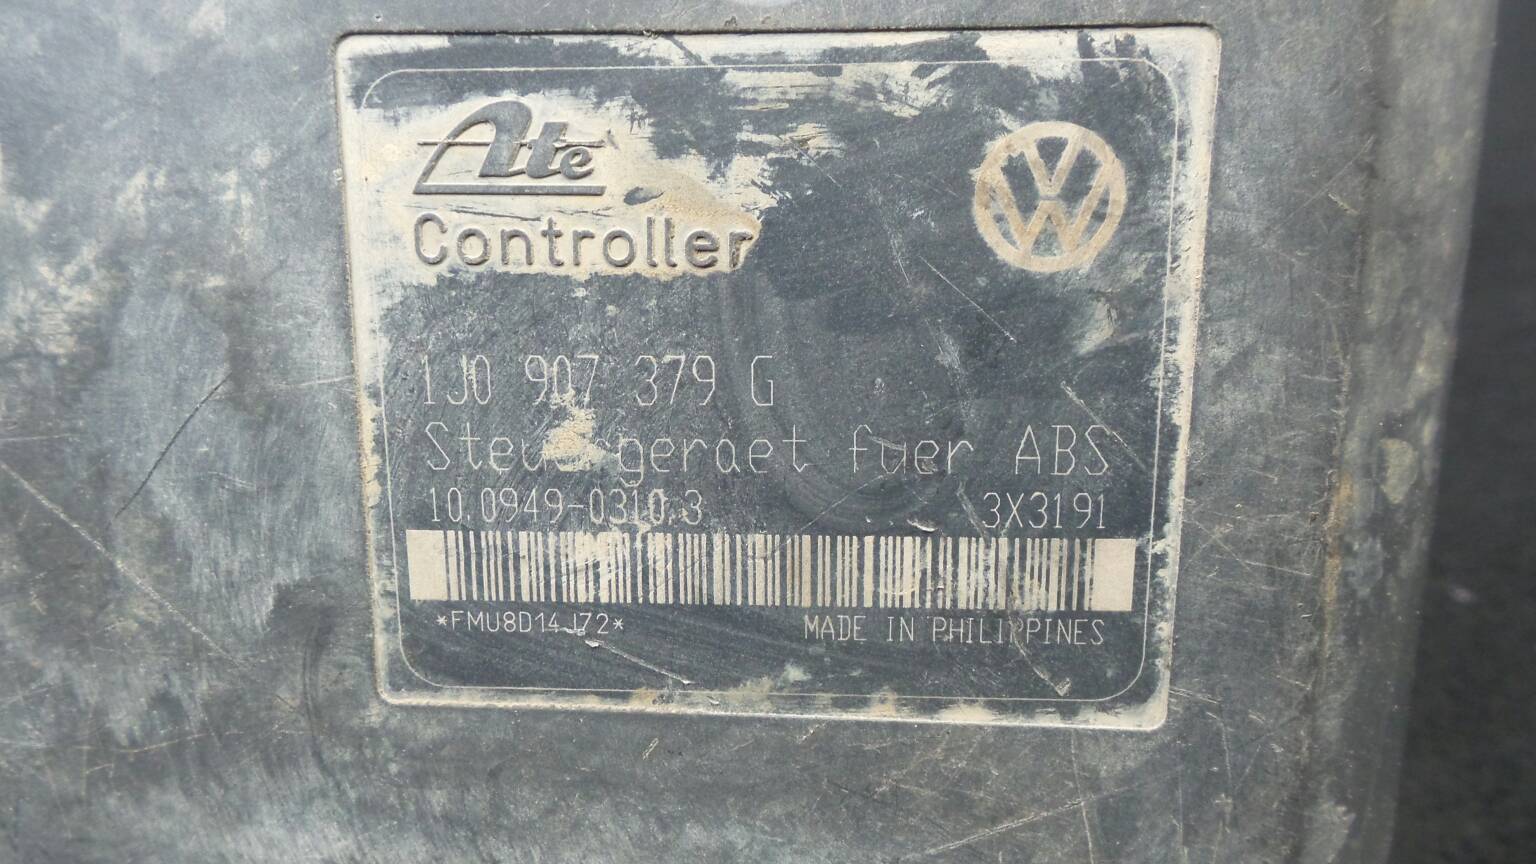 Ate
Controller
1J0 907 379 G
Steuergeraet fuer ABS
10.0949-0310.3 3X3191
*FMU8D14J72*
MADE IN PHILIPPINES